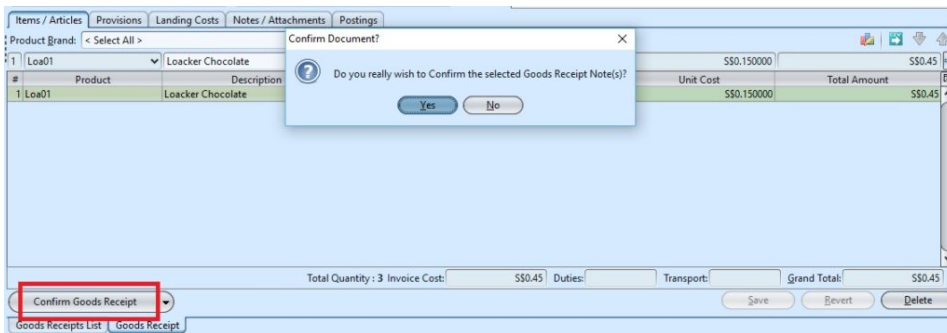 Items / Articles Provisions Landing Costs Notes / Attachments Postings
Product Brand: < Select All >
Confirm Document?
1 Loa01 Loacker Chocolate S$0.150000 S$0.45
Do you really wish to Confirm the selected Goods Receipt Note(s)?
# Product Description Unit Cost Total Amount
1 Loa01 Loacker Chocolate S$0.150000 S$0.45
Yes No
Total Quantity : 3 Invoice Cost: S$0.45 Duties: Transport: Grand Total: S$0.45
Confirm Goods Receipt Save Revert Delete
Goods Receipts List Goods Receipt